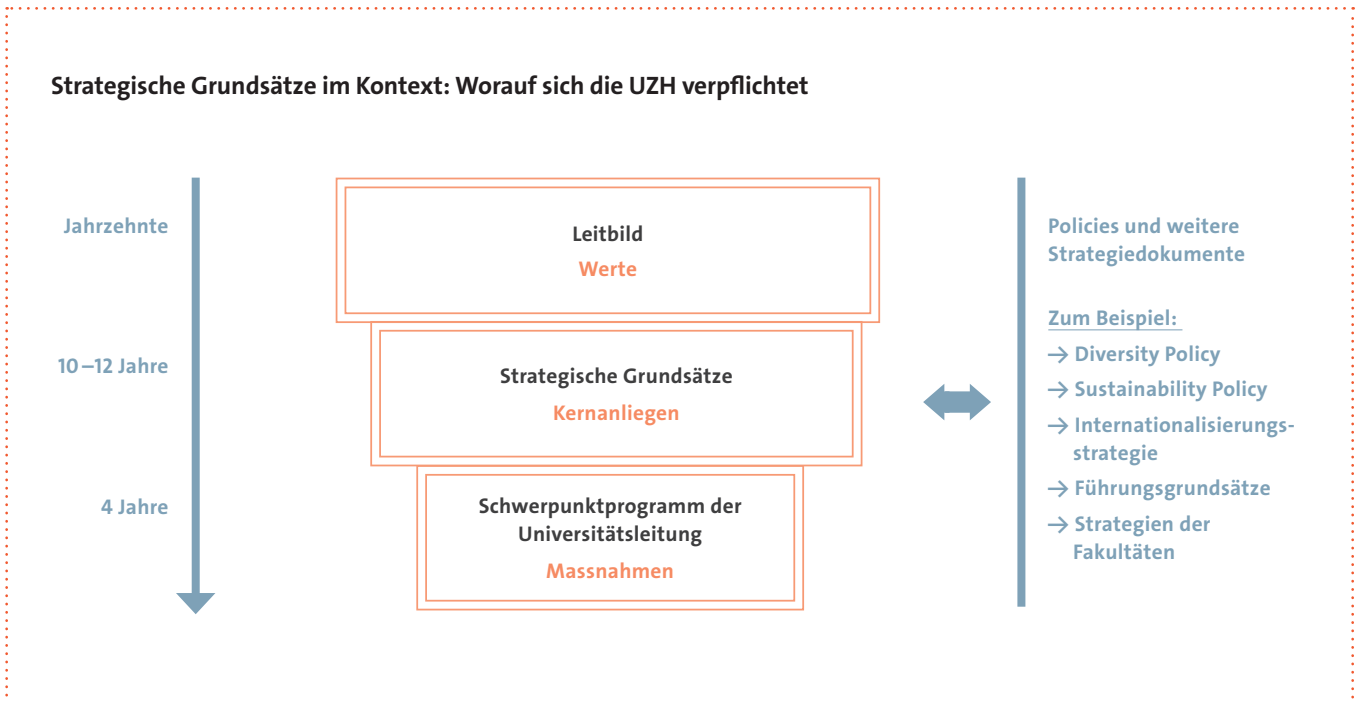 Strategische Grundsätze im Kontext: Worauf sich die UZH verpflichtet
Jahrzehnte
10–12 Jahre
4 Jahre
Leitbild
Werte
Strategische Grundsätze
Kernanliegen
Schwerpunktprogramm der
Universitätsleitung
Massnahmen
Policies und weitere
Strategiedokumente
Zum Beispiel:
→ Diversity Policy
→ Sustainability Policy
→ Internationalisierungs-
strategie
→ Führungsgrundsätze
→ Strategien der
Fakultäten